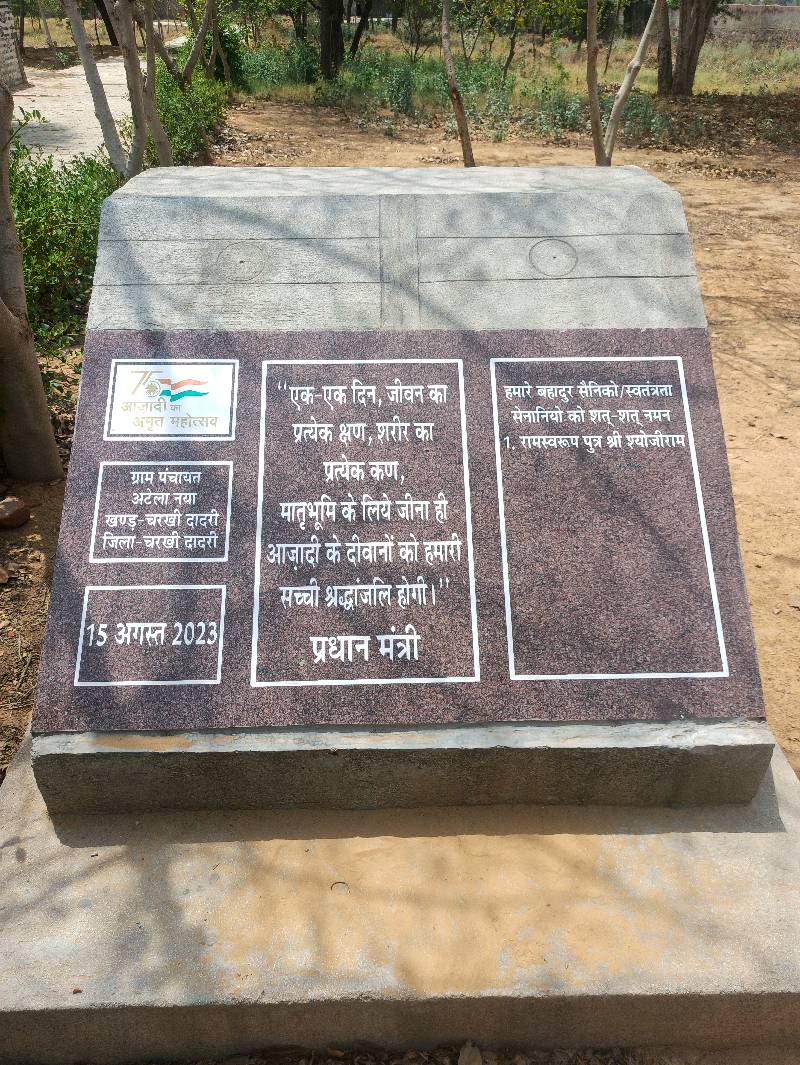 75
आज़ादी का
अमृत महोत्सव
ग्राम पंचायत
अटेला नया
खण्ड-चरखी दादरी
जिला-चरखी दादरी
15 अगस्त 2023
“एक-एक दिन, जीवन का
प्रत्येक क्षण, शरीर का
प्रत्येक कण,
मातृभूमि के लिये जीना ही
आज़ादी के दीवानों को हमारी
सच्ची श्रद्धांजलि होगी।”
प्रधान मंत्री
हमारे बहादुर सैनिको/स्वतंत्रता
सेनानियो को शत्-शत् नमन
1. रामस्वरूप पुत्र श्री श्योजीराम